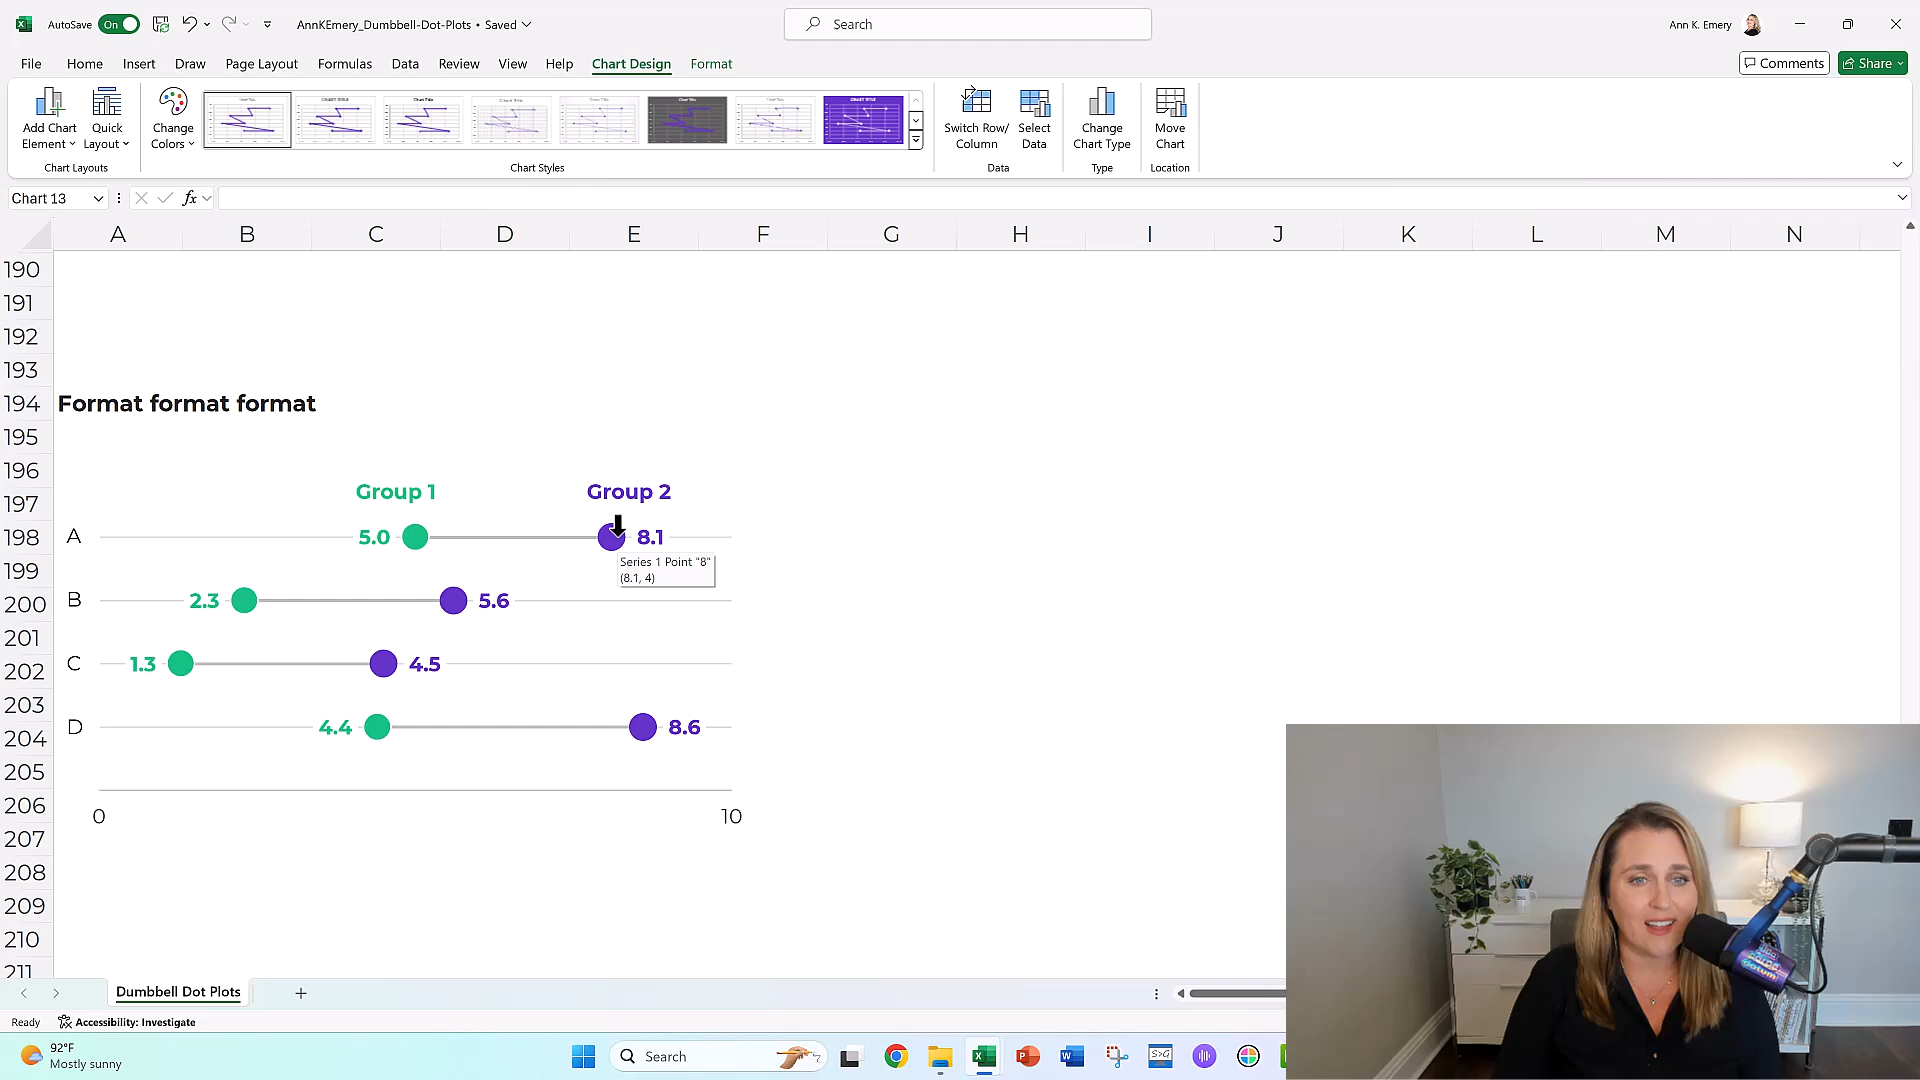 AutoSave On AnnKEmery_Dumbbell-Dot-Plots • Saved Search Ann K. Emery
File Home Insert Draw Page Layout Formulas Data Review View Help Chart Design Format Comments Share
Add Chart Element Quick Layout Change Colors Switch Row/ Column Select Data Change Chart Type Move Chart
Chart Layouts Chart Styles Data Type Location
Chart 13 fx
A B C D E F G H I J K L M N
190
191
192
193
194 Format format format
195
196
197 Group 1 Group 2
198 A 5.0 8.1
199 Series 1 Point "8"
(8.1, 4)
200 B 2.3 5.6
201
202 C 1.3 4.5
203
204 D 4.4 8.6
205
206 0 10
207
208
209
210
211
Dumbbell Dot Plots
Ready Accessibility: Investigate
92°F
Mostly sunny
Search